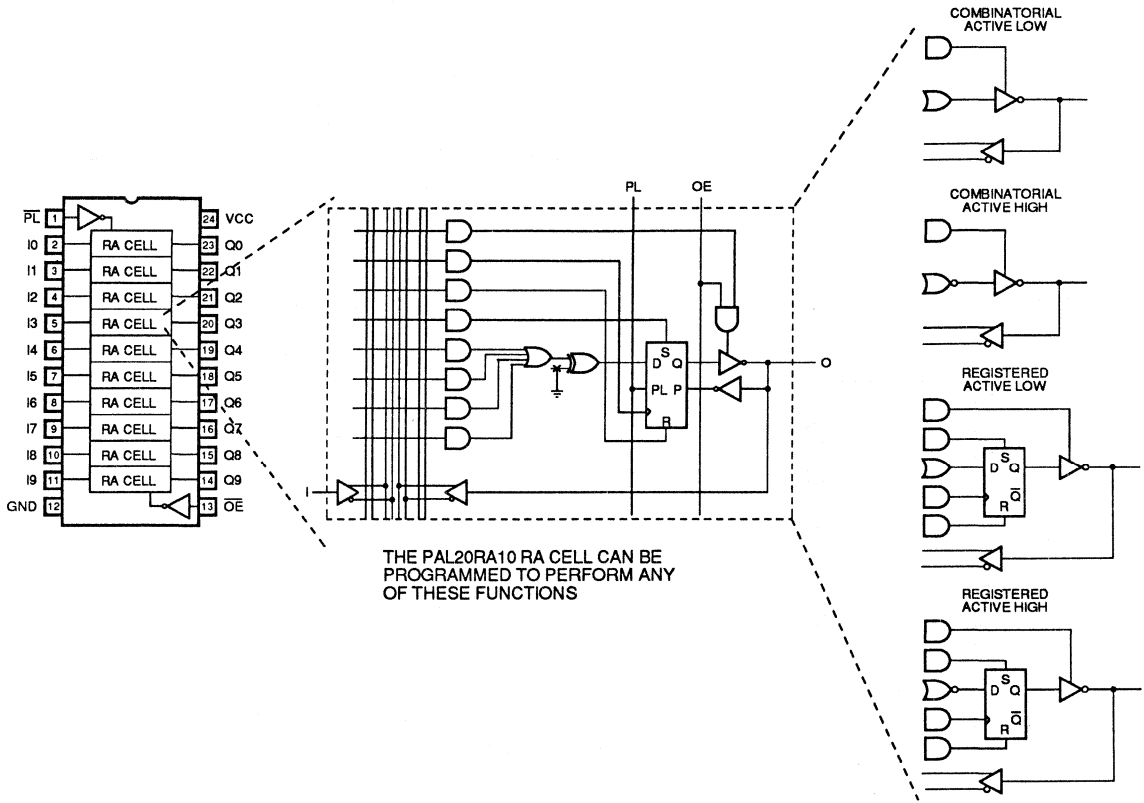 COMBINATORIAL
ACTIVE LOW
PL OE
P̅L̅ 1 24 VCC
I0 2 RA CELL 23 Q0
I1 3 RA CELL 22 Q1
I2 4 RA CELL 21 Q2
I3 5 RA CELL 20 Q3
I4 6 RA CELL 19 Q4
I5 7 RA CELL 18 Q5
I6 8 RA CELL 17 Q6
I7 9 RA CELL 16 Q7
I8 10 RA CELL 15 Q8
I9 11 RA CELL 14 Q9
GND 12 13 O̅E̅
S
D Q
PL P
R
O
I
THE PAL20RA10 RA CELL CAN BE
PROGRAMMED TO PERFORM ANY
OF THESE FUNCTIONS
COMBINATORIAL
ACTIVE HIGH
REGISTERED
ACTIVE LOW
S
D Q
Q̅
R
REGISTERED
ACTIVE HIGH
S
D Q
Q̅
R